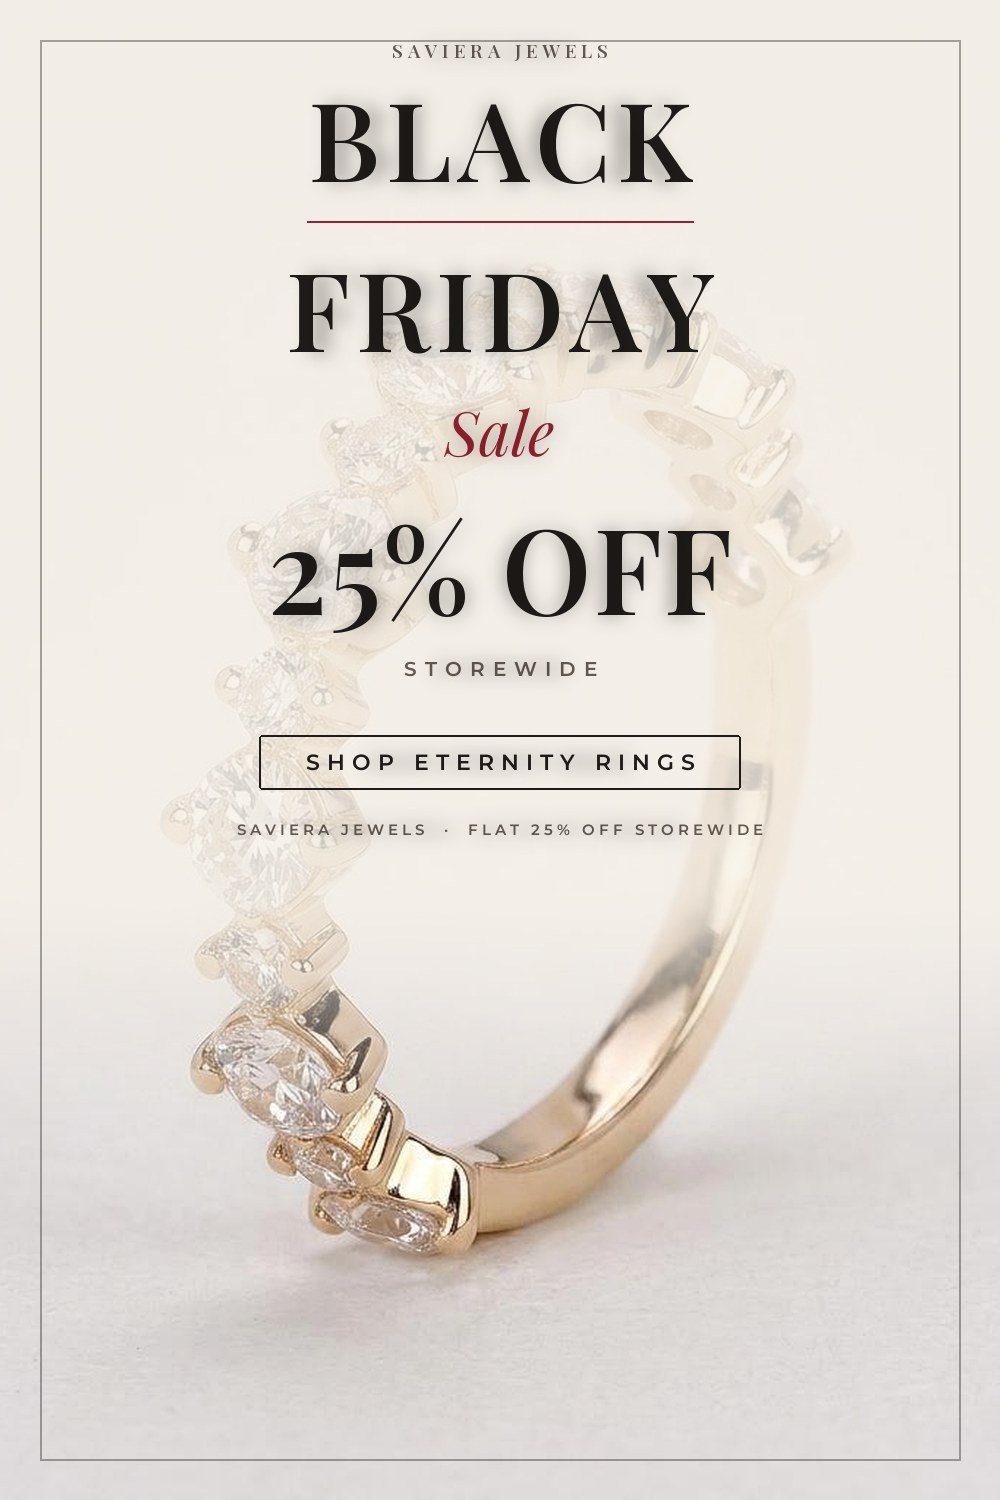 SAVIERA JEWELS
BLACK
FRIDAY
Sale
25% OFF
STOREWIDE
SHOP ETERNITY RINGS
SAVIERA JEWELS · FLAT 25% OFF STOREWIDE